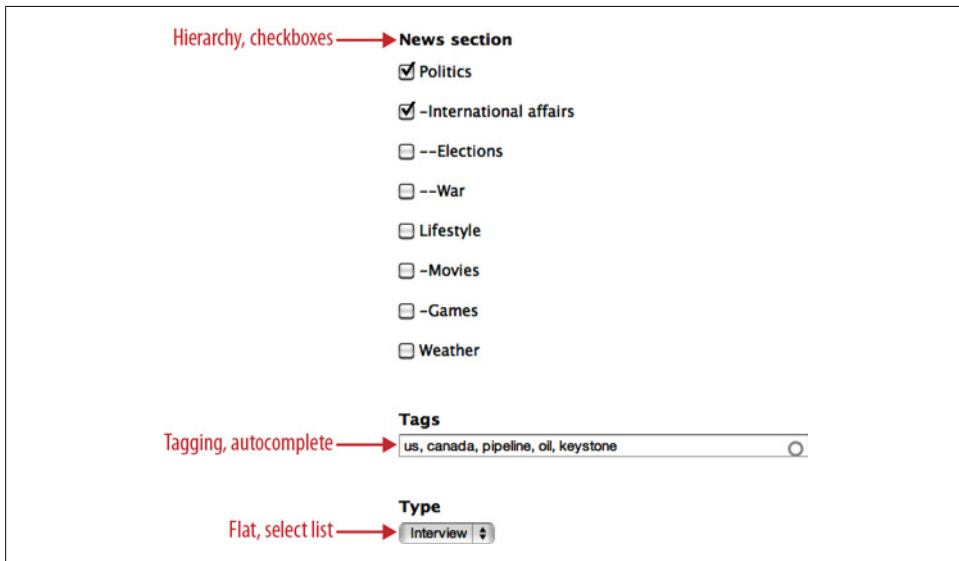 Hierarchy, checkboxes News section
Politics
-International affairs
--Elections
--War
Lifestyle
-Movies
-Games
Weather
Tags
Tagging, autocomplete us, canada, pipeline, oil, keystone
Type
Flat, select list Interview